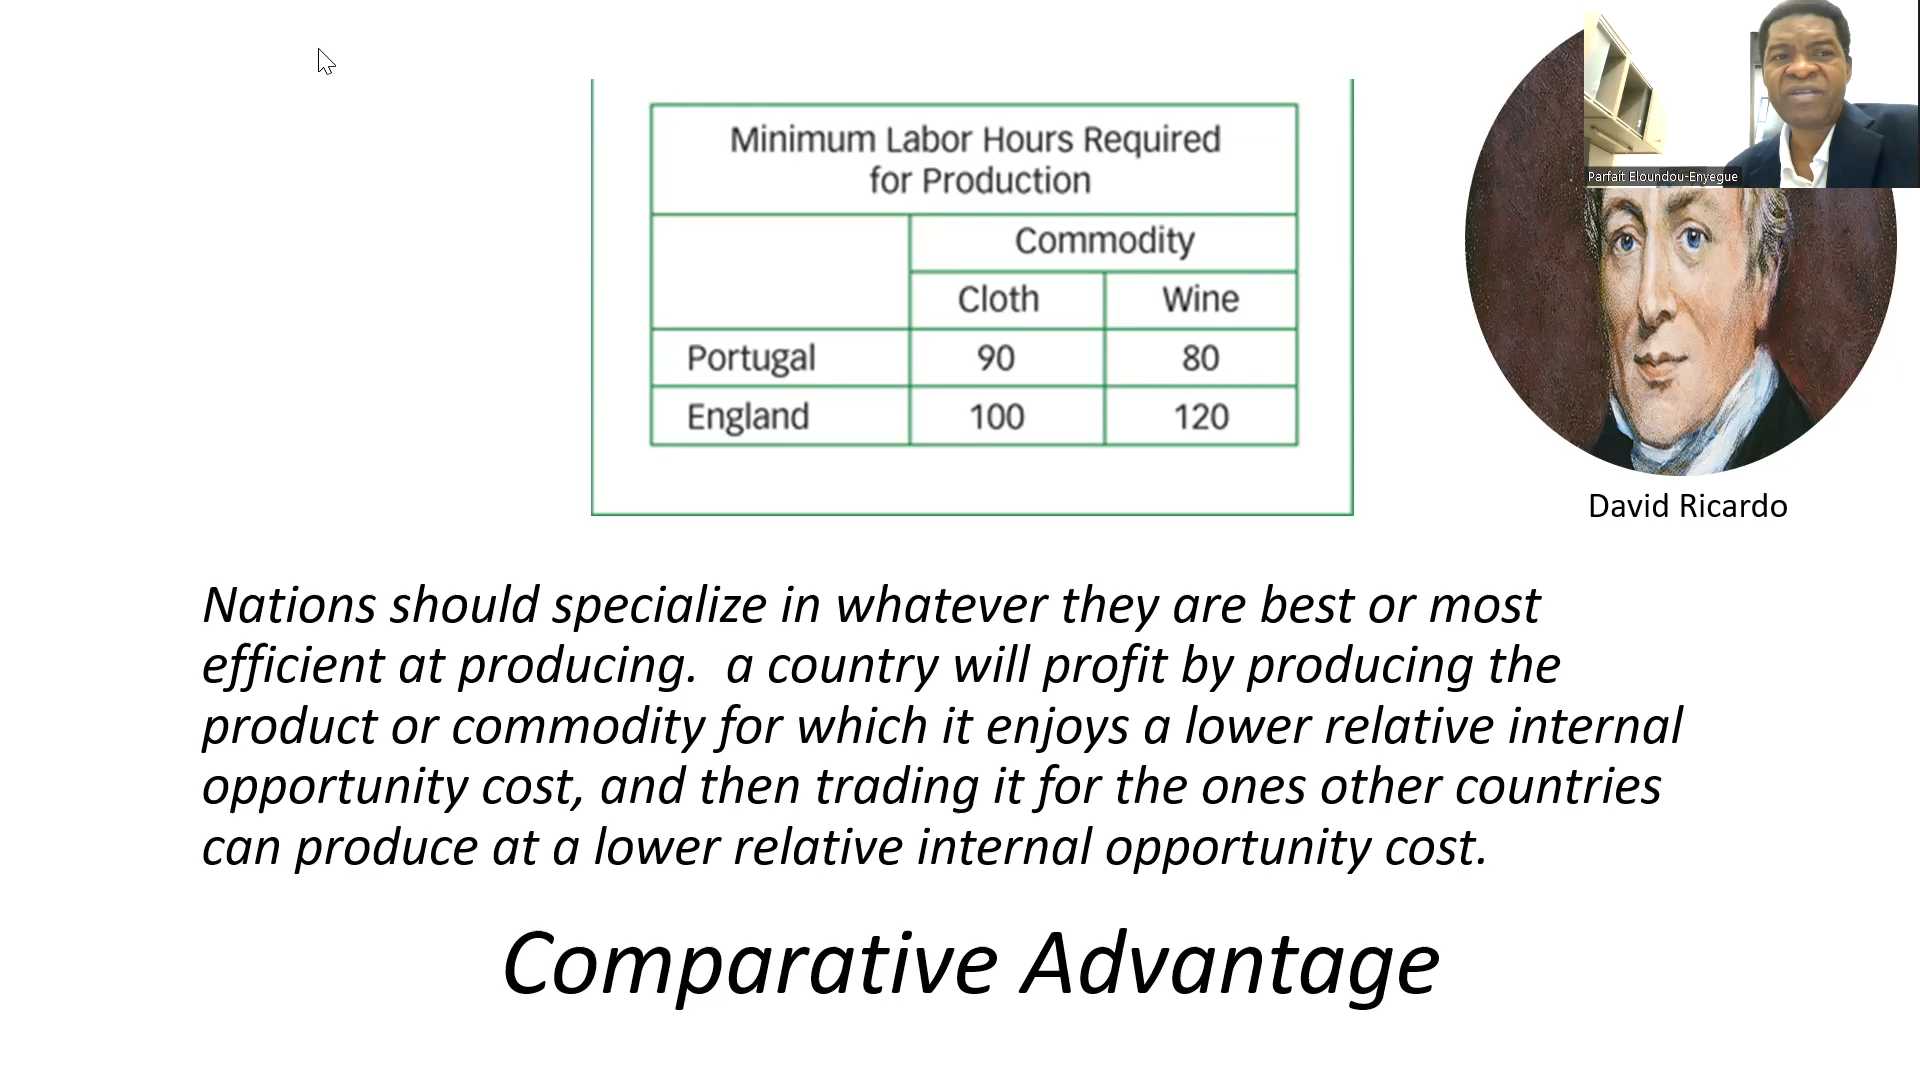 Minimum Labor Hours Required
for Production
Commodity
Cloth Wine
Portugal 90 80
England 100 120
Parfait Eloundou-Enyegue
David Ricardo
Nations should specialize in whatever they are best or most
efficient at producing.  a country will profit by producing the
product or commodity for which it enjoys a lower relative internal
opportunity cost, and then trading it for the ones other countries
can produce at a lower relative internal opportunity cost.
Comparative Advantage